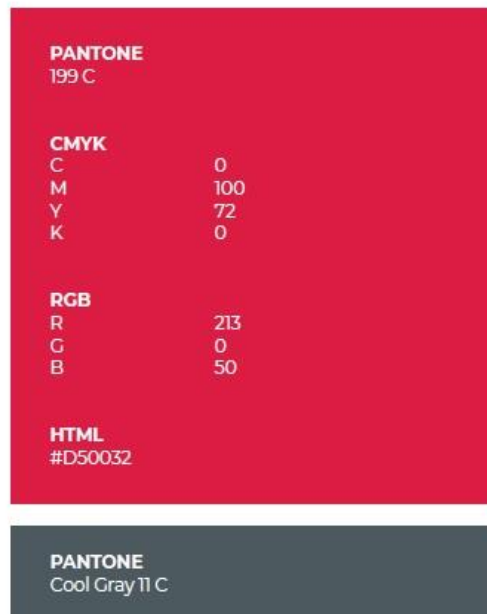 PANTONE
199 C
CMYK
C 0
M 100
Y 72
K 0
RGB
R 213
G 0
B 50
HTML
#D50032
PANTONE
Cool Gray 11 C